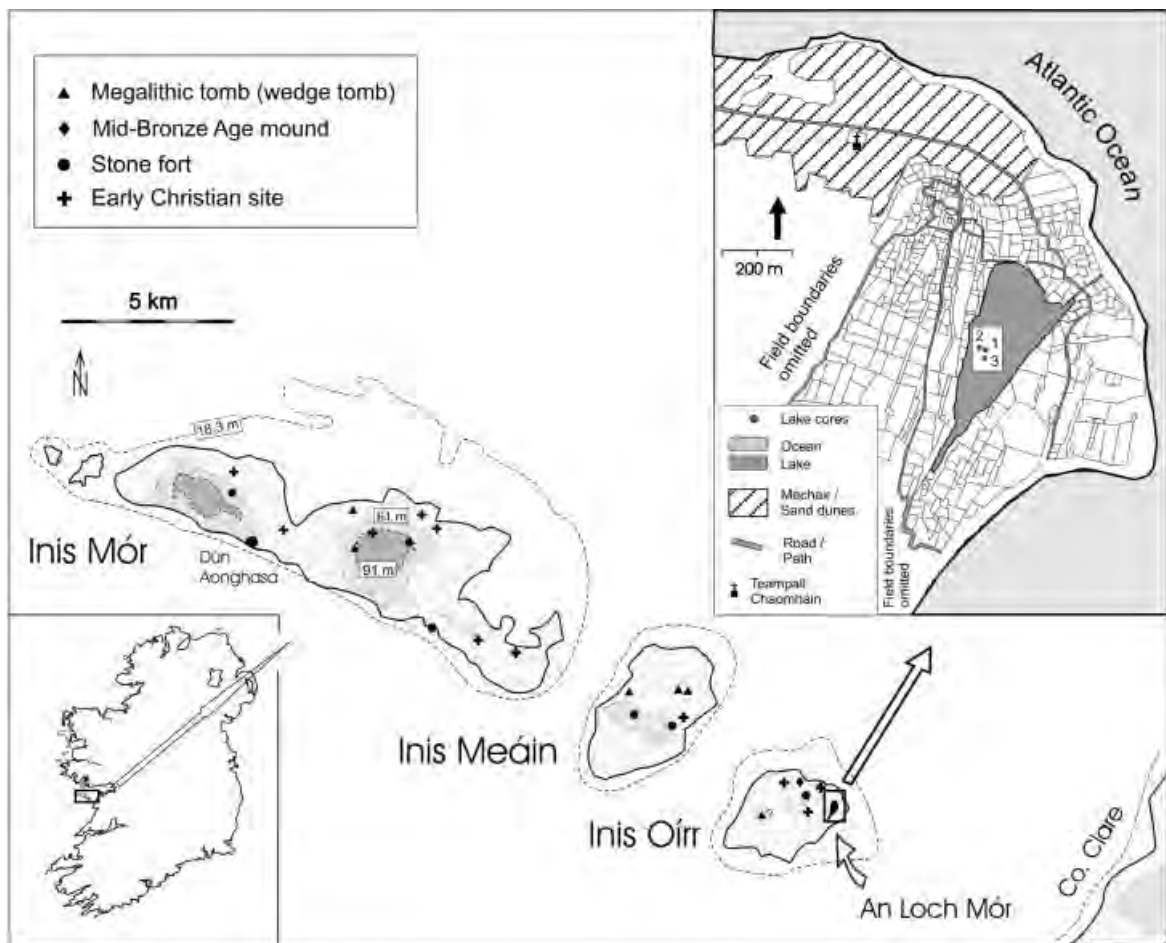 Megalithic tomb (wedge tomb)
Mid-Bronze Age mound
Stone fort
Early Christian site
5 km
N
18.3 m
61 m
91 m
Inis Mór
Dún
Aonghasa
Inis Meáin
Inis Oírr
An Loch Mór
Co. Clare
Atlantic Ocean
200 m
Field boundaries
omitted
2
1
3
Lake cores
Ocean
Lake
Machair /
Sand dunes
Road /
Path
Teampall
Chaomháin
Field boundaries
omitted